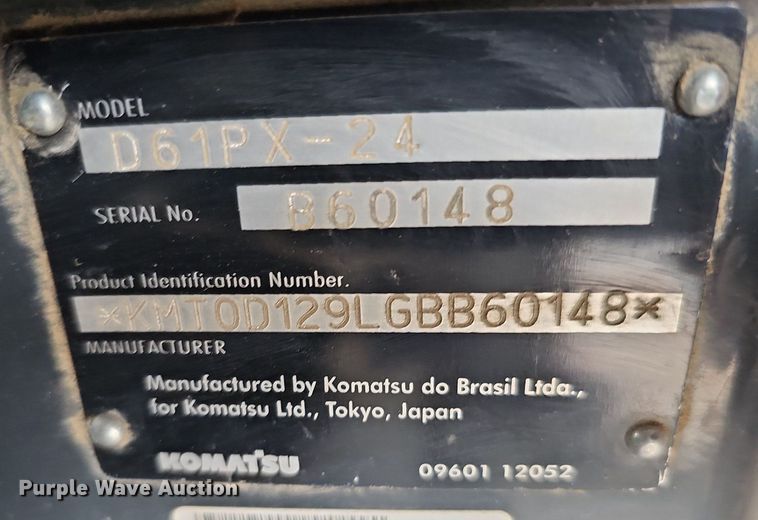 MODEL
D61PX-24
SERIAL No.
B60148
Product Identification Number.
*KMT0D129LGBB60148*
MANUFACTURER
Manufactured by Komatsu do Brasil Ltda.,
for Komatsu Ltd., Tokyo, Japan
KOMATSU
09601 12052
Purple Wave Auction